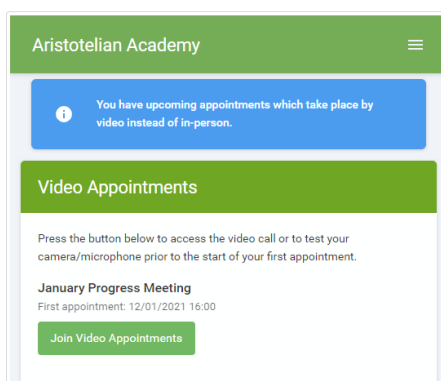 Aristotelian Academy
You have upcoming appointments which take place by
video instead of in-person.
Video Appointments
Press the button below to access the video call or to test your
camera/microphone prior to the start of your first appointment.
January Progress Meeting
First appointment: 12/01/2021 16:00
Join Video Appointments